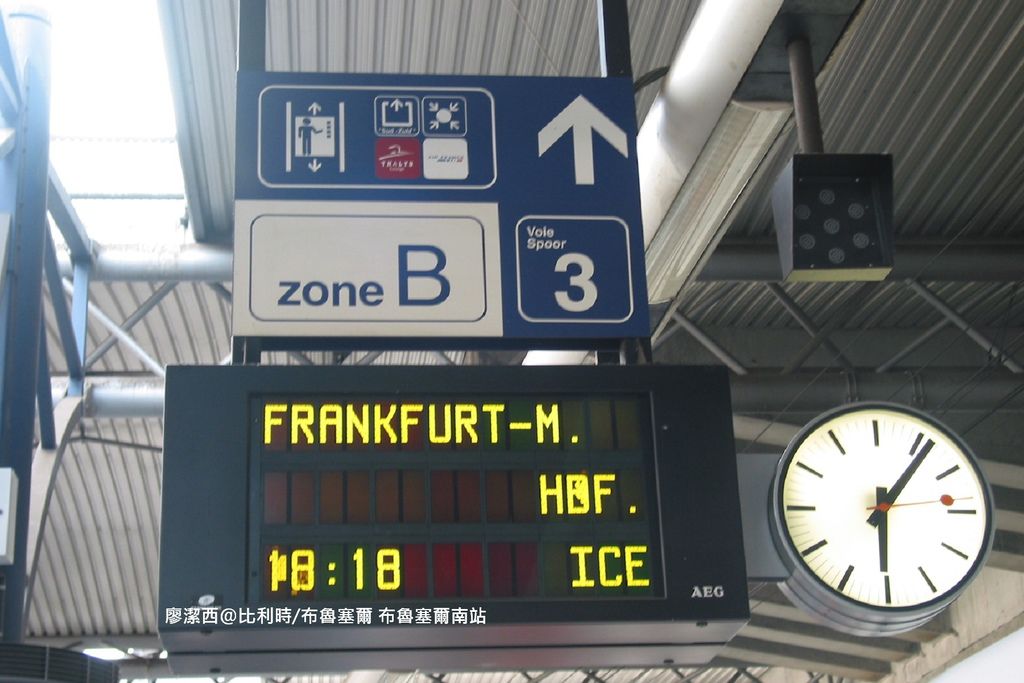 THALYS
zone B
Voie
Spoor
3
FRANKFURT-M.
HBF.
18:18 ICE
AEG
廖潔西@比利時/布魯塞爾 布魯塞爾南站